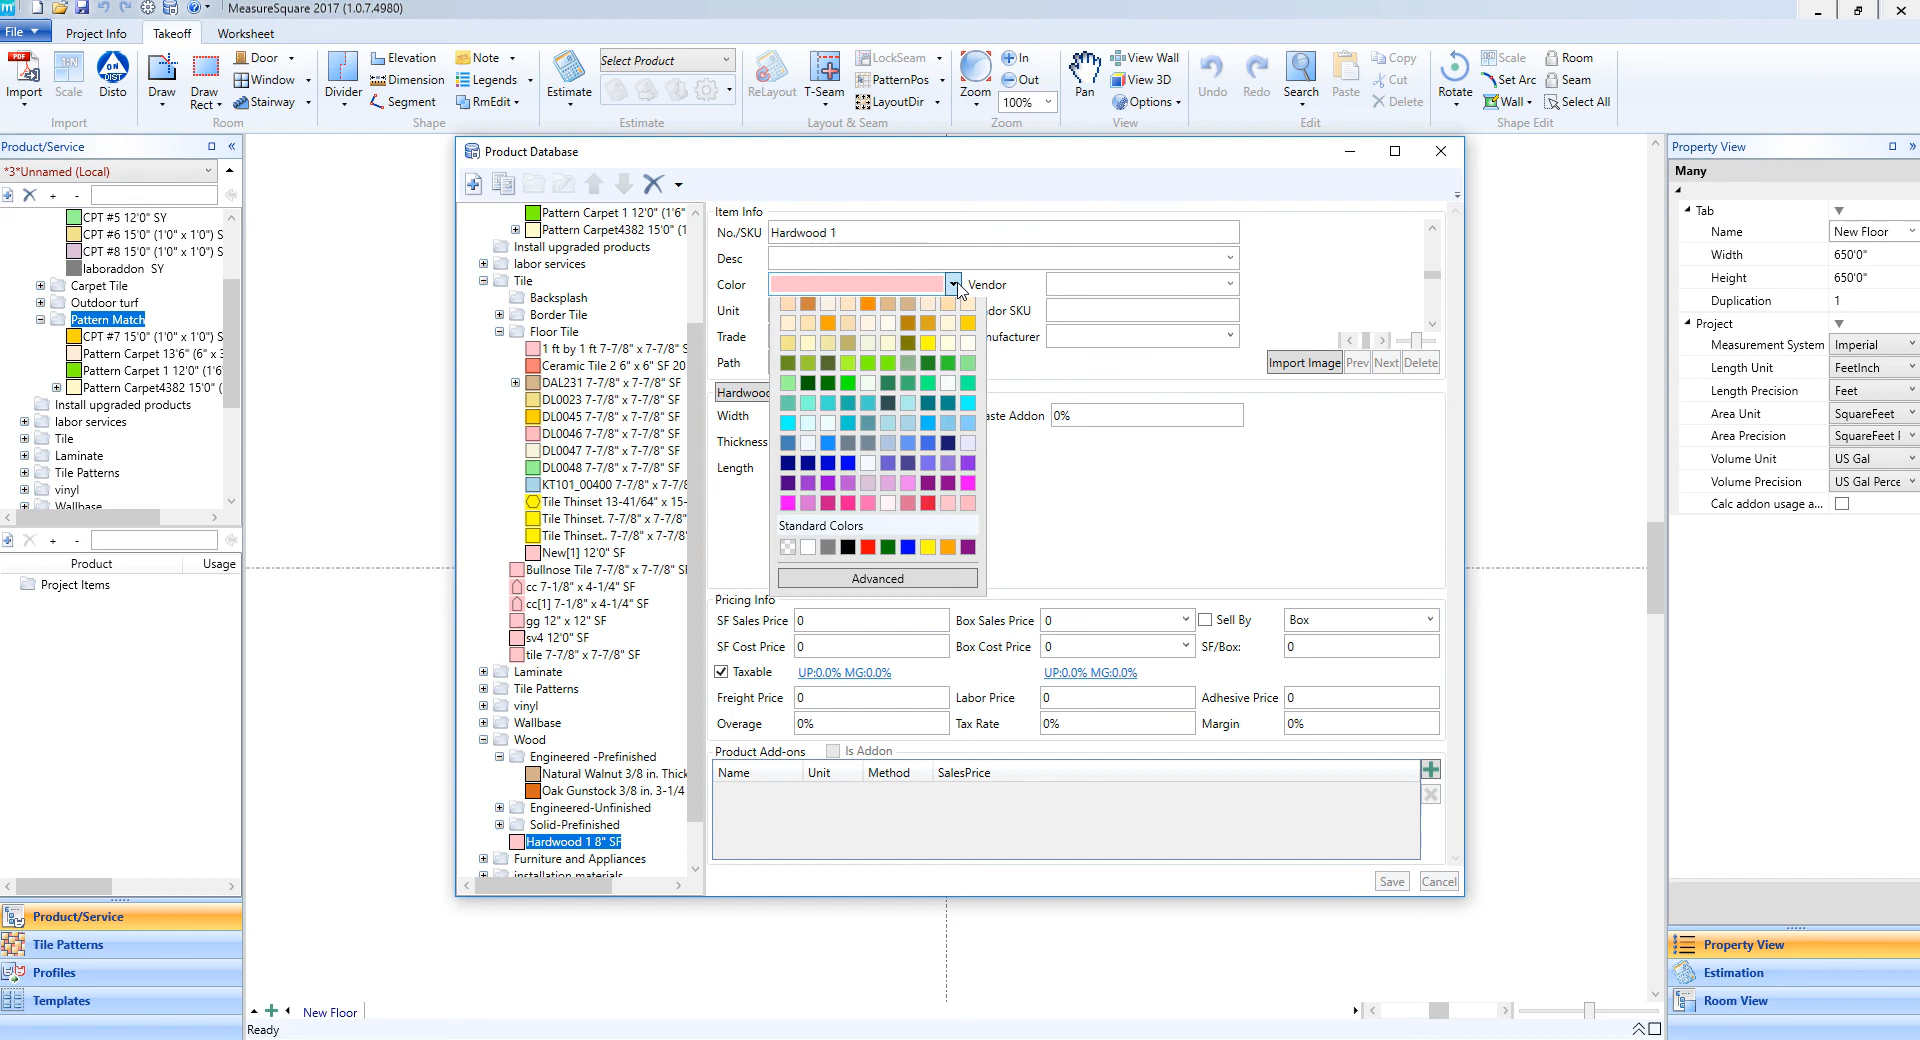 MeasureSquare 2017 (1.0.7.4980)
File
Project Info
Takeoff
Worksheet
Import
Scale
Disto
Draw
Draw Rect
Door
Window
Stairway
Divider
Elevation
Dimension
Segment
Note
Legends
RmEdit
Estimate
Select Product
ReLayout
T-Seam
LockSeam
PatternPos
LayoutDir
Zoom
In
Out
100%
Pan
View Wall
View 3D
Options
Undo
Redo
Search
Paste
Copy
Cut
Delete
Rotate
Scale
Set Arc
Wall
Room
Seam
Select All
Import
Room
Shape
Estimate
Layout & Seam
Zoom
View
Edit
Shape Edit
Product/Service
*3*Unnamed (Local)
CPT #5 12'0" SY
CPT #6 15'0" (1'0" x 1'0") S
CPT #8 15'0" (1'0" x 1'0") S
laboraddon SY
Carpet Tile
Outdoor turf
Pattern Match
CPT #7 15'0" (1'0" x 1'0") S
Pattern Carpet 13'6" (6" x 3
Pattern Carpet 1 12'0" (1'6"
Pattern Carpet4382 15'0" (
Install upgraded products
labor services
Tile
Laminate
Tile Patterns
vinyl
Wallbase
Product
Usage
Project Items
Product/Service
Tile Patterns
Profiles
Templates
Product Database
Pattern Carpet 1 12'0" (1'6"
Pattern Carpet4382 15'0" (1
Install upgraded products
labor services
Tile
Backsplash
Border Tile
Floor Tile
1 ft by 1 ft 7-7/8" x 7-7/8" S
Ceramic Tile 2 6" x 6" SF 20
DAL231 7-7/8" x 7-7/8" SF
DL0023 7-7/8" x 7-7/8" SF
DL0045 7-7/8" x 7-7/8" SF
DL0046 7-7/8" x 7-7/8" SF
DL0047 7-7/8" x 7-7/8" SF
DL0048 7-7/8" x 7-7/8" SF
KT101_00400 7-7/8" x 7-7/8
Tile Thinset 13-41/64" x 15-
Tile Thinset. 7-7/8" x 7-7/8"
Tile Thinset.. 7-7/8" x 7-7/8"
New[1] 12'0" SF
Bullnose Tile 7-7/8" x 7-7/8" SF
cc 7-1/8" x 4-1/4" SF
cc[1] 7-1/8" x 4-1/4" SF
gg 12" x 12" SF
sv4 12'0" SF
tile 7-7/8" x 7-7/8" SF
Laminate
Tile Patterns
vinyl
Wallbase
Wood
Engineered -Prefinished
Natural Walnut 3/8 in. Thick
Oak Gunstock 3/8 in. 3-1/4
Engineered-Unfinished
Solid-Prefinished
Hardwood 1 8" SF
Furniture and Appliances
installation materials
Item Info
No./SKU Hardwood 1
Desc
Color
Vendor
Unit
dor SKU
Trade
nufacturer
Path
Import Image
Prev
Next
Delete
Hardwood
Width
aste Addon 0%
Thickness
Length
Standard Colors
Advanced
Pricing Info
SF Sales Price 0 Box Sales Price 0 Sell By Box
SF Cost Price 0 Box Cost Price 0 SF/Box: 0
Taxable UP:0.0% MG:0.0% UP:0.0% MG:0.0%
Freight Price 0 Labor Price 0 Adhesive Price 0
Overage 0% Tax Rate 0% Margin 0%
Product Add-ons Is Addon
Name Unit Method SalesPrice
Save
Cancel
Property View
Many
Tab
Name New Floor
Width 650'0"
Height 650'0"
Duplication 1
Project
Measurement System Imperial
Length Unit FeetInch
Length Precision Feet
Area Unit SquareFeet
Area Precision SquareFeet F
Volume Unit US Gal
Volume Precision US Gal Perce
Calc addon usage a...
Property View
Estimation
Room View
New Floor
Ready